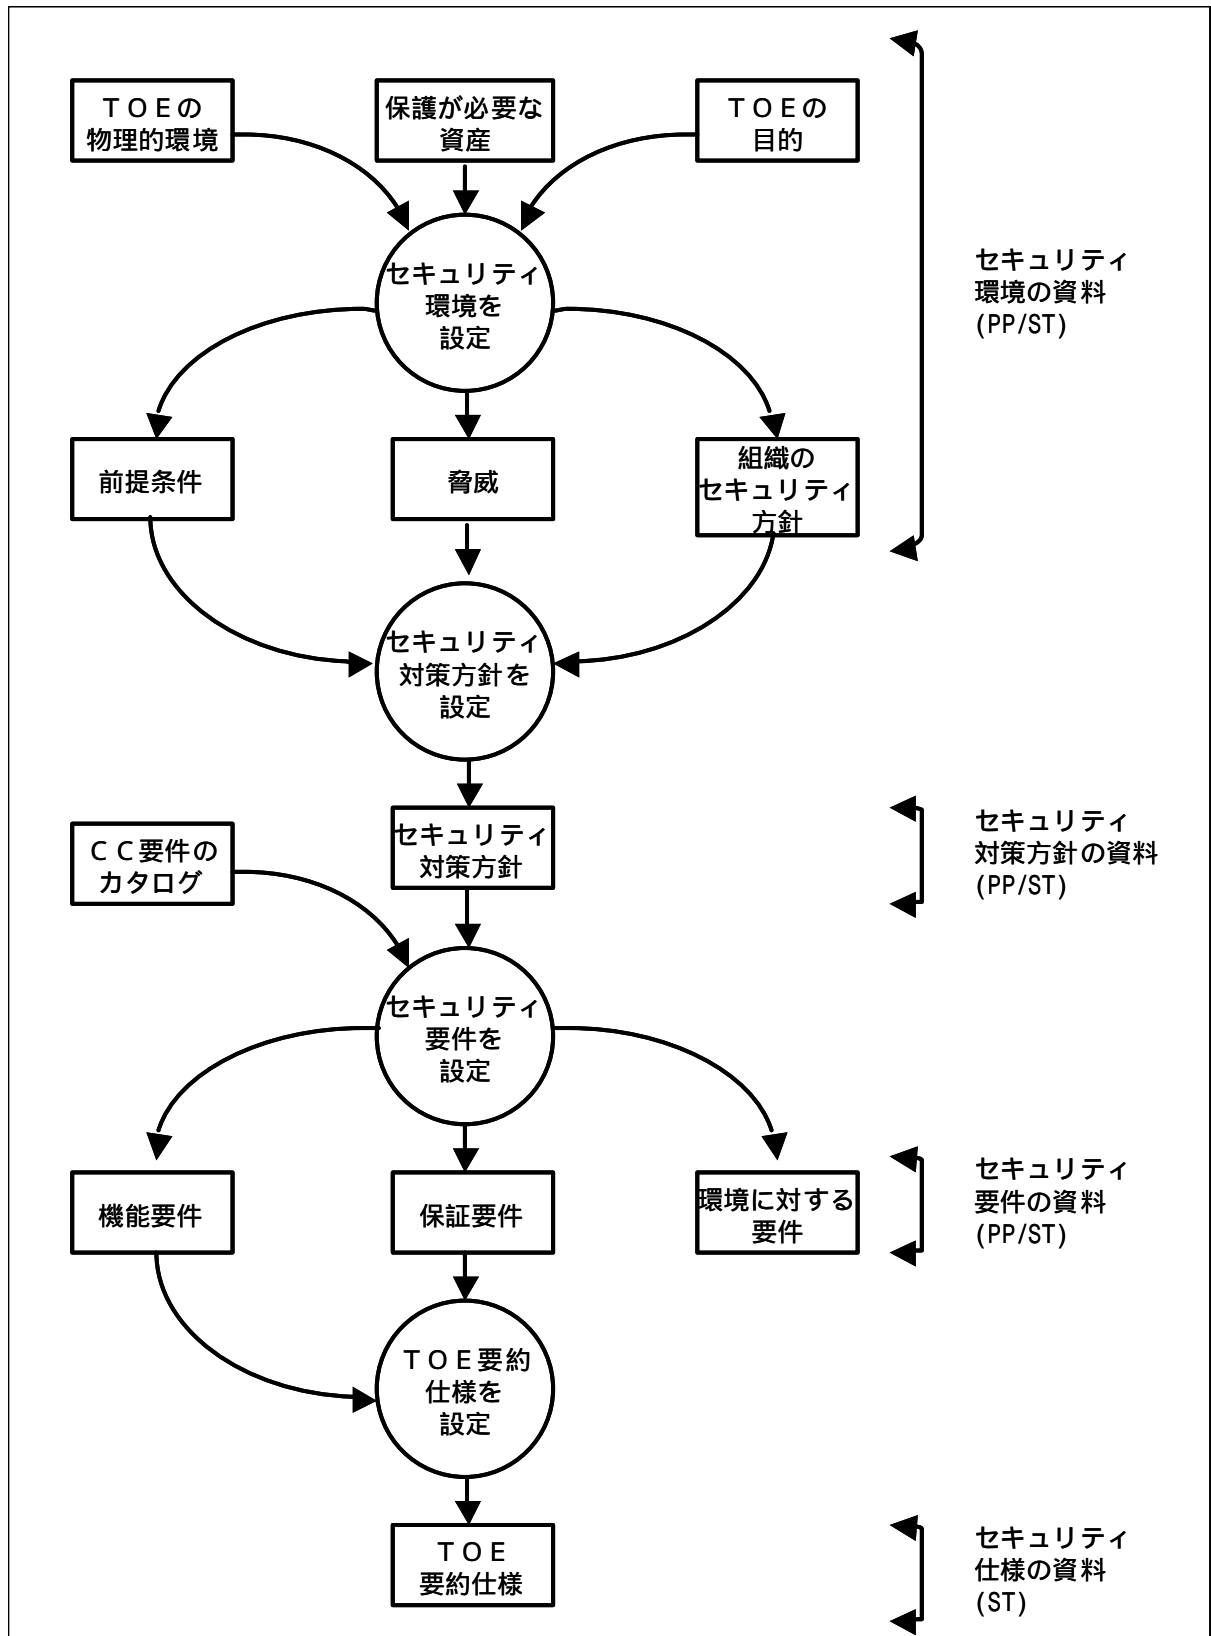 ＴＯＥの
物理的環境
保護が必要な
資産
ＴＯＥの
目的
セキュリティ
環境を
設定
セキュリティ
環境の資料
(PP/ST)
前提条件
脅威
組織の
セキュリティ
方針
セキュリティ
対策方針を
設定
ＣＣ要件の
カタログ
セキュリティ
対策方針
セキュリティ
対策方針の資料
(PP/ST)
セキュリティ
要件を
設定
機能要件
保証要件
環境に対する
要件
セキュリティ
要件の資料
(PP/ST)
ＴＯＥ要約
仕様を
設定
ＴＯＥ
要約仕様
セキュリティ
仕様の資料
(ST)